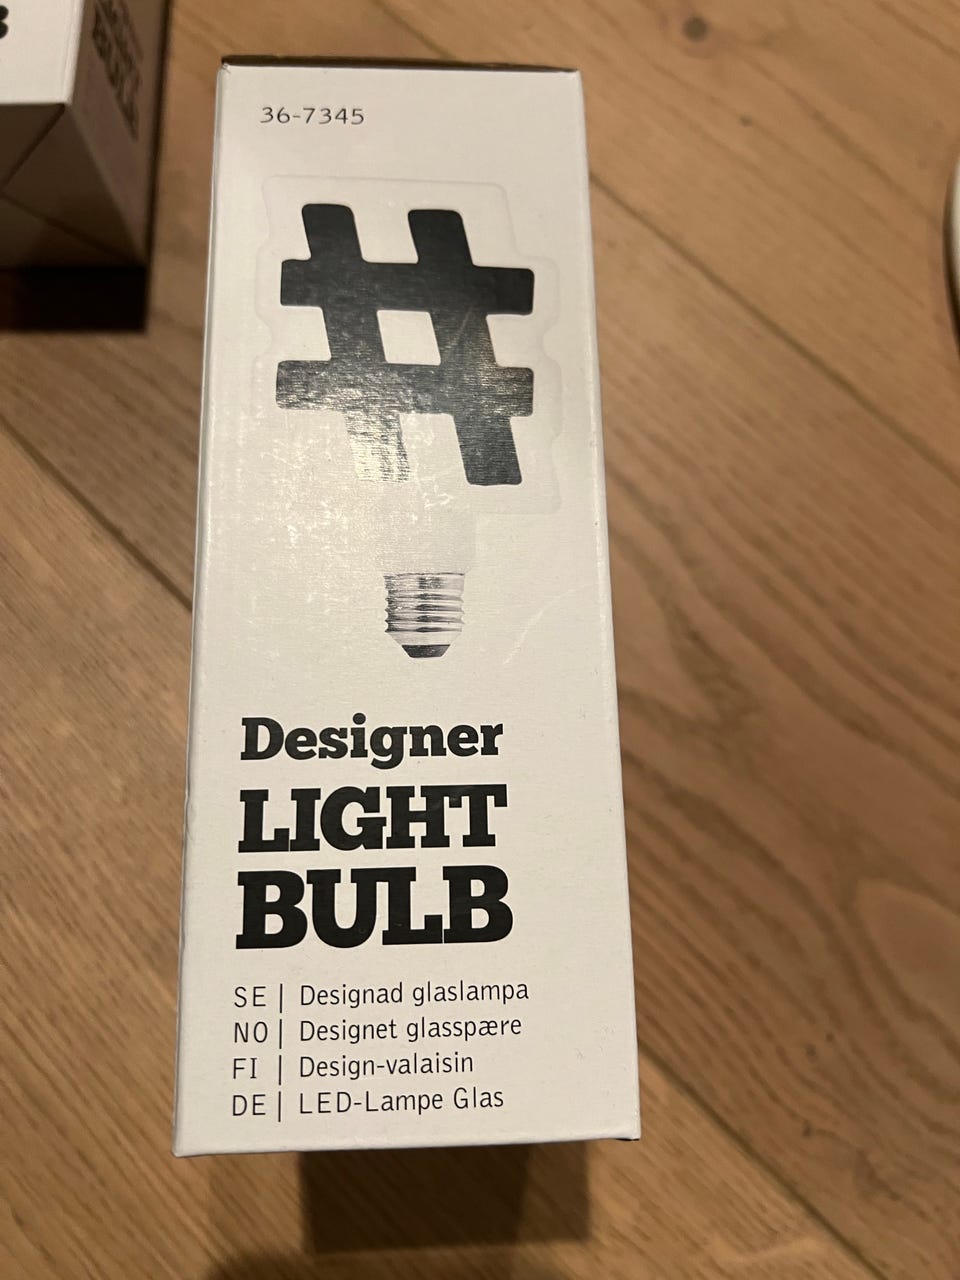 36-7345
#
Designer
LIGHT
BULB
SE | Designad glaslampa
NO | Designet glasspære
FI | Design-valaisin
DE | LED-Lampe Glas